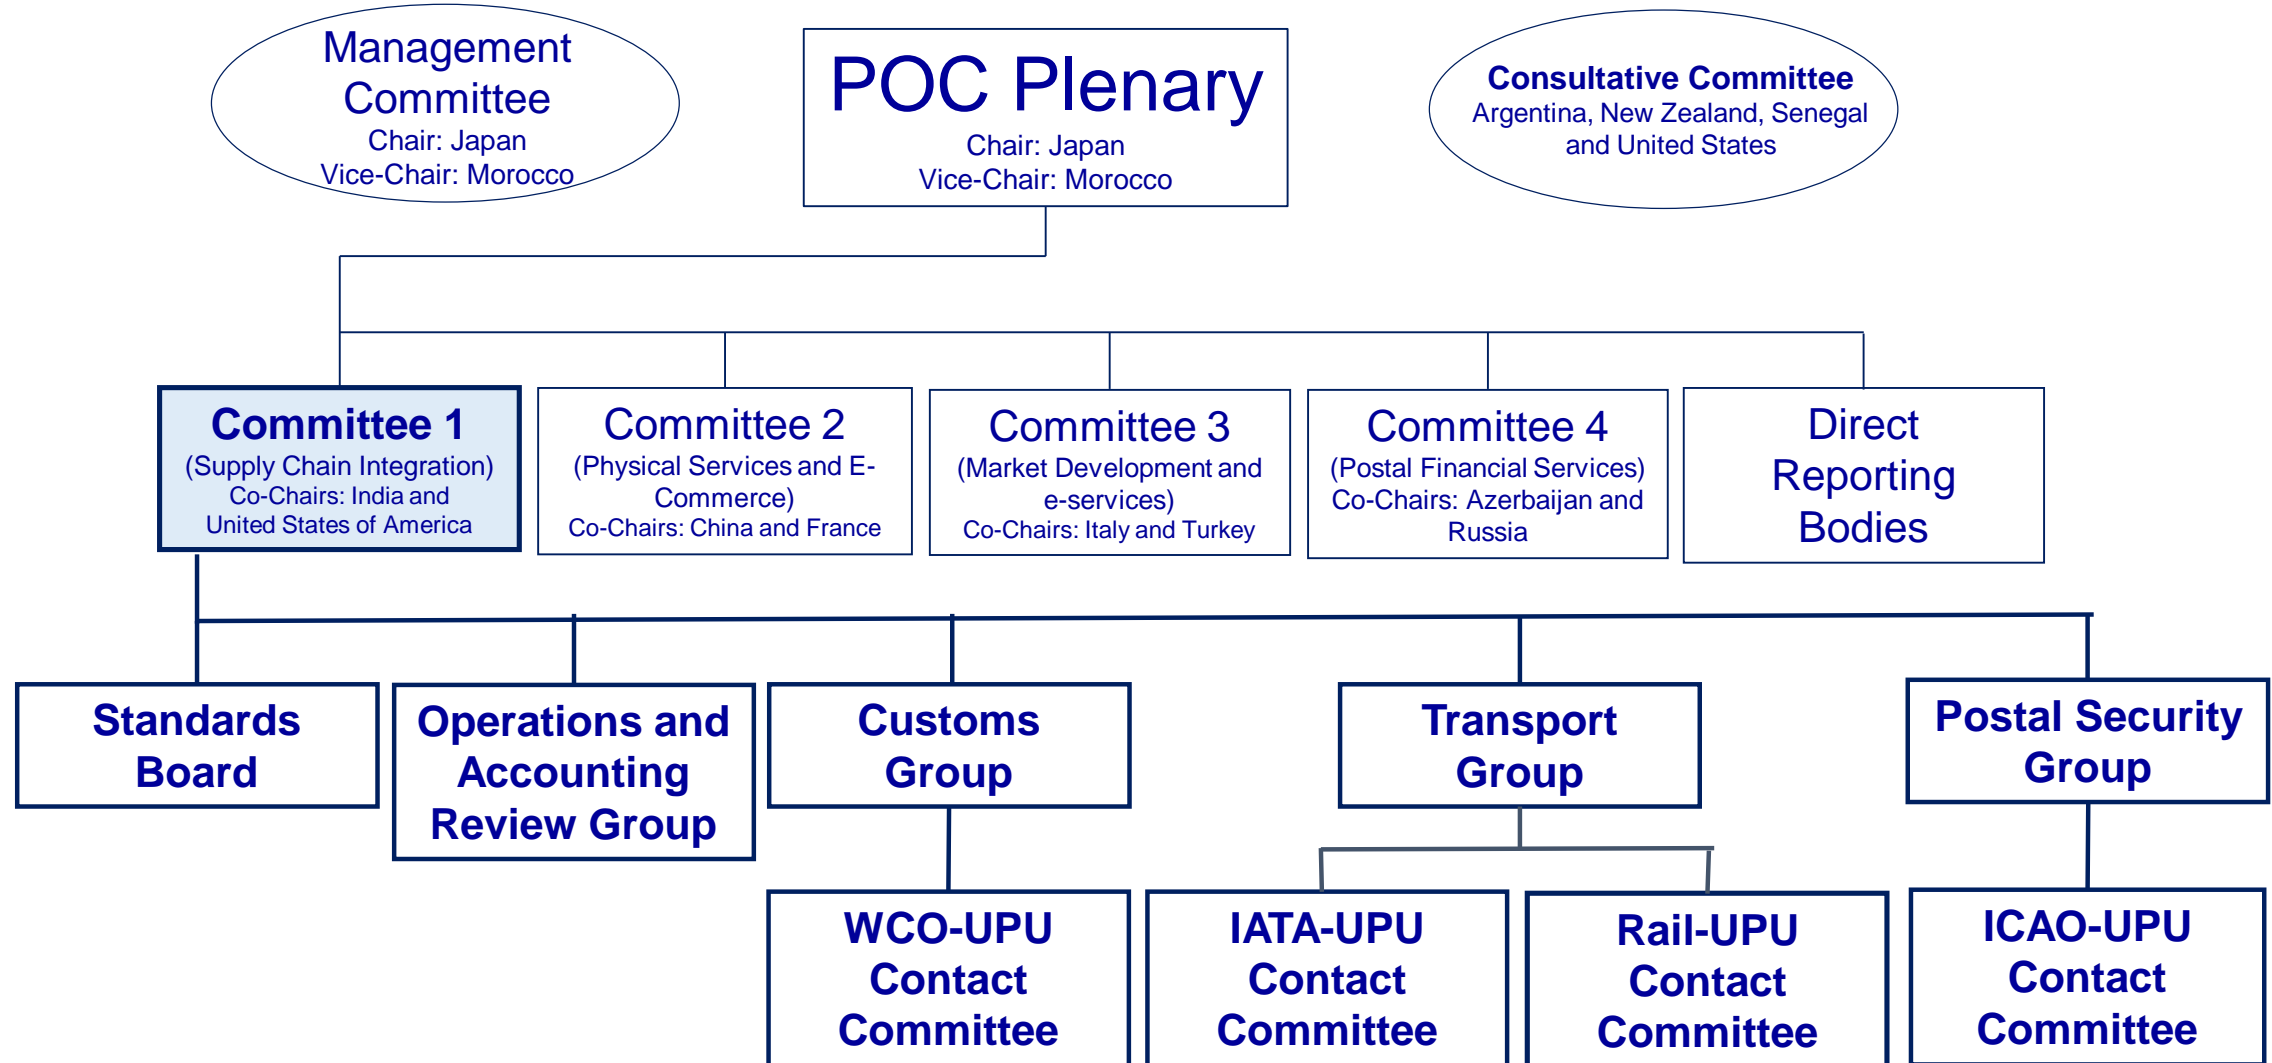 Management
Committee
Chair: Japan
Vice-Chair: Morocco
POC Plenary
Chair: Japan
Vice-Chair: Morocco
Consultative Committee
Argentina, New Zealand, Senegal
and United States
Committee 1
(Supply Chain Integration)
Co-Chairs: India and
United States of America
Committee 2
(Physical Services and E-
Commerce)
Co-Chairs: China and France
Committee 3
(Market Development and
e-services)
Co-Chairs: Italy and Turkey
Committee 4
(Postal Financial Services)
Co-Chairs: Azerbaijan and
Russia
Direct
Reporting
Bodies
Standards
Board
Operations and
Accounting
Review Group
Customs
Group
Transport
Group
Postal Security
Group
WCO-UPU
Contact
Committee
IATA-UPU
Contact
Committee
Rail-UPU
Contact
Committee
ICAO-UPU
Contact
Committee